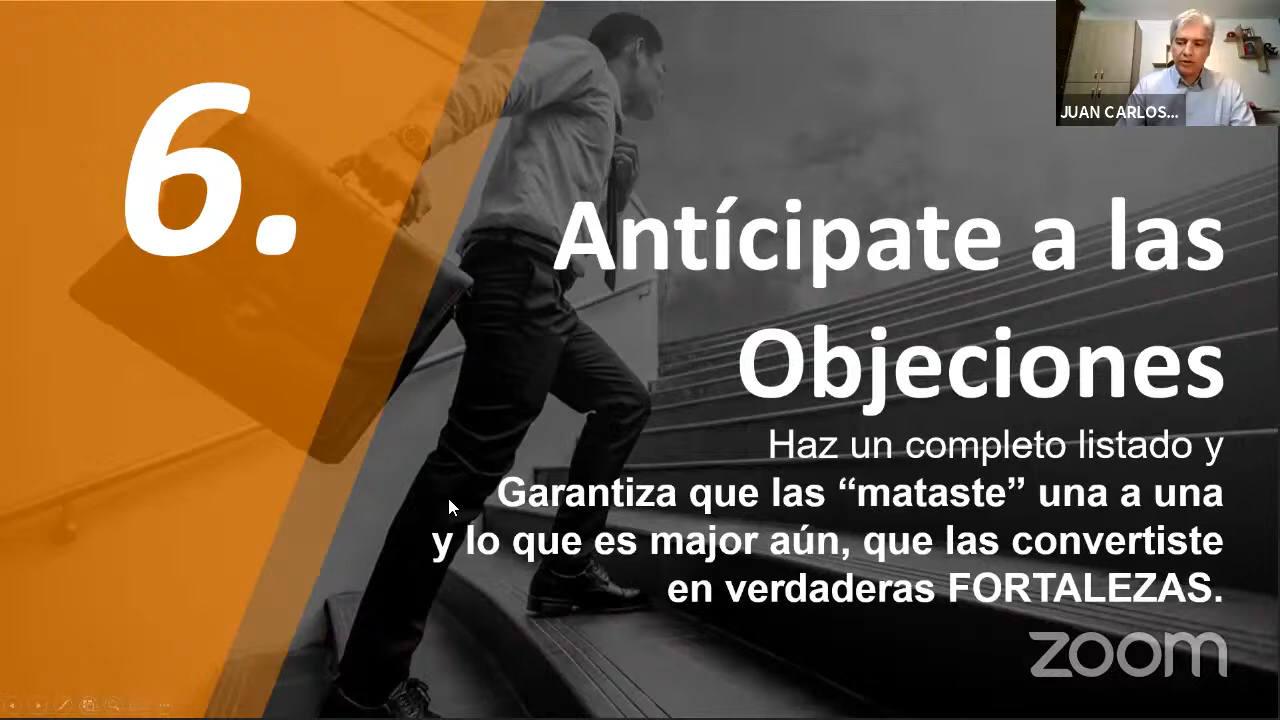 6.
JUAN CARLOS...
Antícipate a las
Objeciones
Haz un completo listado y
Garantiza que las “mataste” una a una
y lo que es major aún, que las convertiste
en verdaderas FORTALEZAS.
zoom